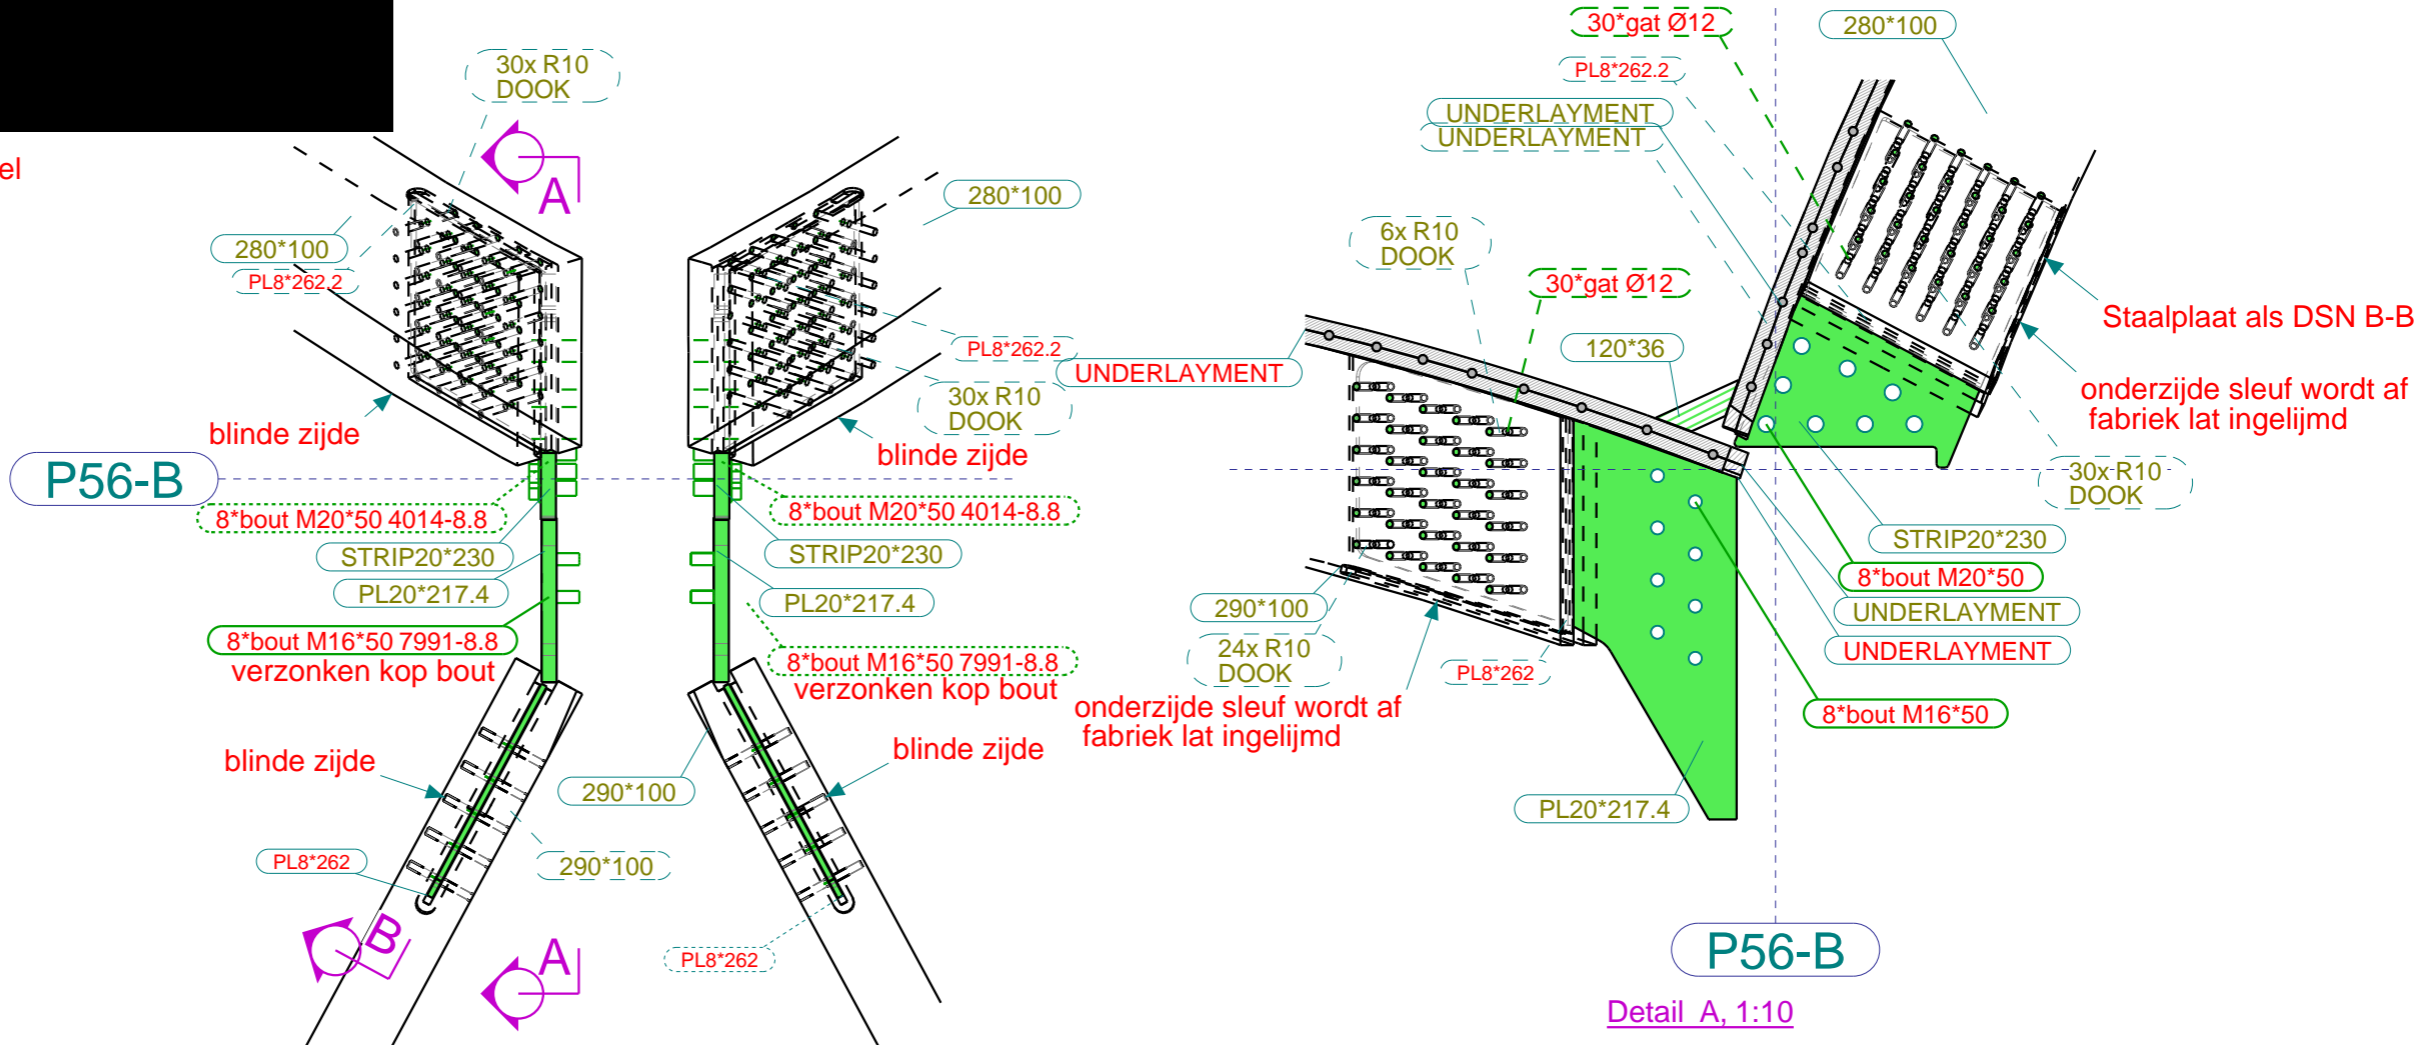 el
30x R10
DOOK
A
280*100
PL8*262.2
280*100
PL8*262.2
30x R10
DOOK
blinde zijde
blinde zijde
P56-B
8*bout M20*50 4014-8.8
8*bout M20*50 4014-8.8
STRIP20*230
STRIP20*230
PL20*217.4
PL20*217.4
8*bout M16*50 7991-8.8
verzonken kop bout
8*bout M16*50 7991-8.8
verzonken kop bout
blinde zijde
blinde zijde
290*100
PL8*262
290*100
B
A
PL8*262
30*gat Ø12
280*100
PL8*262.2
UNDERLAYMENT
UNDERLAYMENT
6x R10
DOOK
30*gat Ø12
120*36
UNDERLAYMENT
Staalplaat als DSN B-B
onderzijde sleuf wordt af
fabriek lat ingelijmd
30x R10
DOOK
STRIP20*230
8*bout M20*50
UNDERLAYMENT
UNDERLAYMENT
290*100
24x R10
DOOK
PL8*262
onderzijde sleuf wordt af
fabriek lat ingelijmd
8*bout M16*50
PL20*217.4
P56-B
Detail A, 1:10